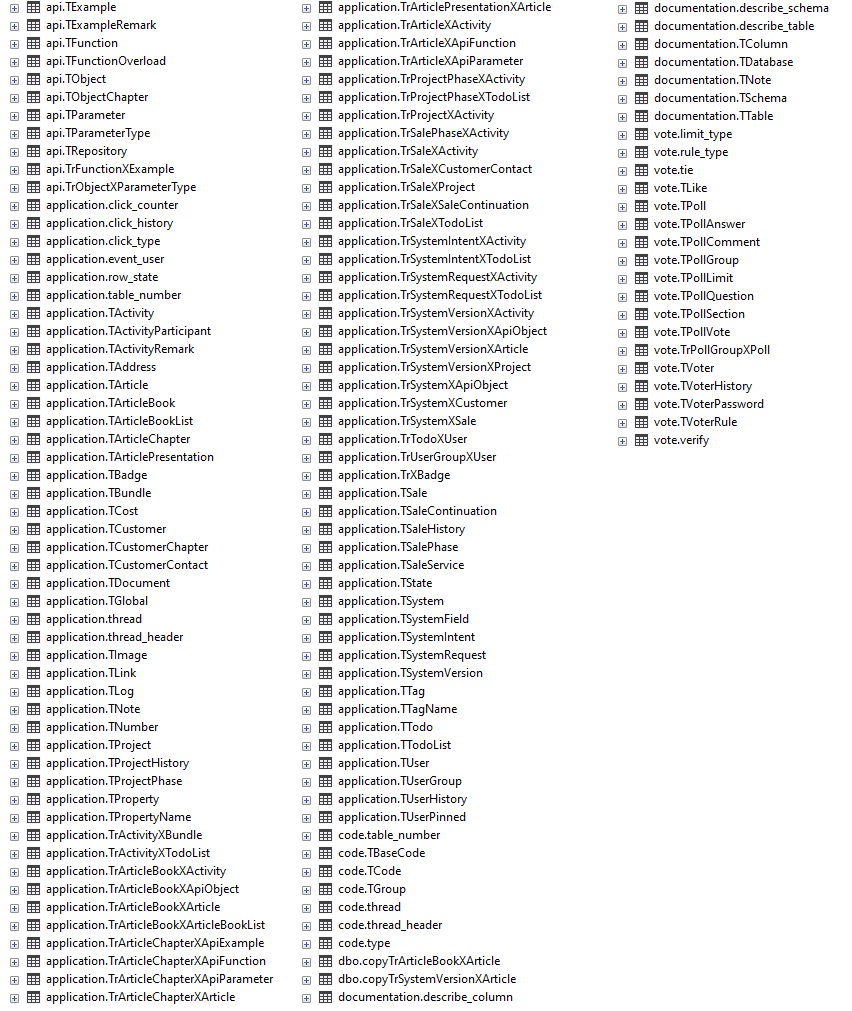 api.TExample
api.TExampleRemark
api.TFunction
api.TFunctionOverload
api.TObject
api.TObjectChapter
api.TParameter
api.TParameterType
api.TRepository
api.TrFunctionXExample
api.TrObjectXParameterType
application.click_counter
application.click_history
application.click_type
application.event_user
application.row_state
application.table_number
application.TActivity
application.TActivityParticipant
application.TActivityRemark
application.TAddress
application.TArticle
application.TArticleBook
application.TArticleBookList
application.TArticleChapter
application.TArticlePresentation
application.TBadge
application.TBundle
application.TCost
application.TCustomer
application.TCustomerChapter
application.TCustomerContact
application.TDocument
application.TGlobal
application.thread
application.thread_header
application.TImage
application.TLink
application.TLog
application.TNote
application.TNumber
application.TProject
application.TProjectHistory
application.TProjectPhase
application.TProperty
application.TPropertyName
application.TrActivityXBundle
application.TrActivityXTodoList
application.TrArticleBookXActivity
application.TrArticleBookXApiObject
application.TrArticleBookXArticle
application.TrArticleBookXArticleBookList
application.TrArticleChapterXApiExample
application.TrArticleChapterXApiFunction
application.TrArticleChapterXApiParameter
application.TrArticleChapterXArticle
application.TrArticlePresentationXArticle
application.TrArticleXActivity
application.TrArticleXApiFunction
application.TrArticleXApiParameter
application.TrProjectPhaseXActivity
application.TrProjectPhaseXTodoList
application.TrProjectXActivity
application.TrSalePhaseXActivity
application.TrSaleXActivity
application.TrSaleXCustomerContact
application.TrSaleXProject
application.TrSaleXSaleContinuation
application.TrSaleXTodoList
application.TrSystemIntentXActivity
application.TrSystemIntentXTodoList
application.TrSystemRequestXActivity
application.TrSystemRequestXTodoList
application.TrSystemVersionXActivity
application.TrSystemVersionXApiObject
application.TrSystemVersionXArticle
application.TrSystemVersionXProject
application.TrSystemXApiObject
application.TrSystemXCustomer
application.TrSystemXSale
application.TrTodoXUser
application.TrUserGroupXUser
application.TrXBadge
application.TSale
application.TSaleContinuation
application.TSaleHistory
application.TSalePhase
application.TSaleService
application.TState
application.TSystem
application.TSystemField
application.TSystemIntent
application.TSystemRequest
application.TSystemVersion
application.TTag
application.TTagName
application.TTodo
application.TTodoList
application.TUser
application.TUserGroup
application.TUserHistory
application.TUserPinned
code.table_number
code.TBaseCode
code.TCode
code.TGroup
code.thread
code.thread_header
code.type
dbo.copyTrArticleBookXArticle
dbo.copyTrSystemVersionXArticle
documentation.describe_column
documentation.describe_schema
documentation.describe_table
documentation.TColumn
documentation.TDatabase
documentation.TNote
documentation.TSchema
documentation.TTable
vote.limit_type
vote.rule_type
vote.tie
vote.TLike
vote.TPoll
vote.TPollAnswer
vote.TPollComment
vote.TPollGroup
vote.TPollLimit
vote.TPollQuestion
vote.TPollSection
vote.TPollVote
vote.TrPollGroupXPoll
vote.TVoter
vote.TVoterHistory
vote.TVoterPassword
vote.TVoterRule
vote.verify